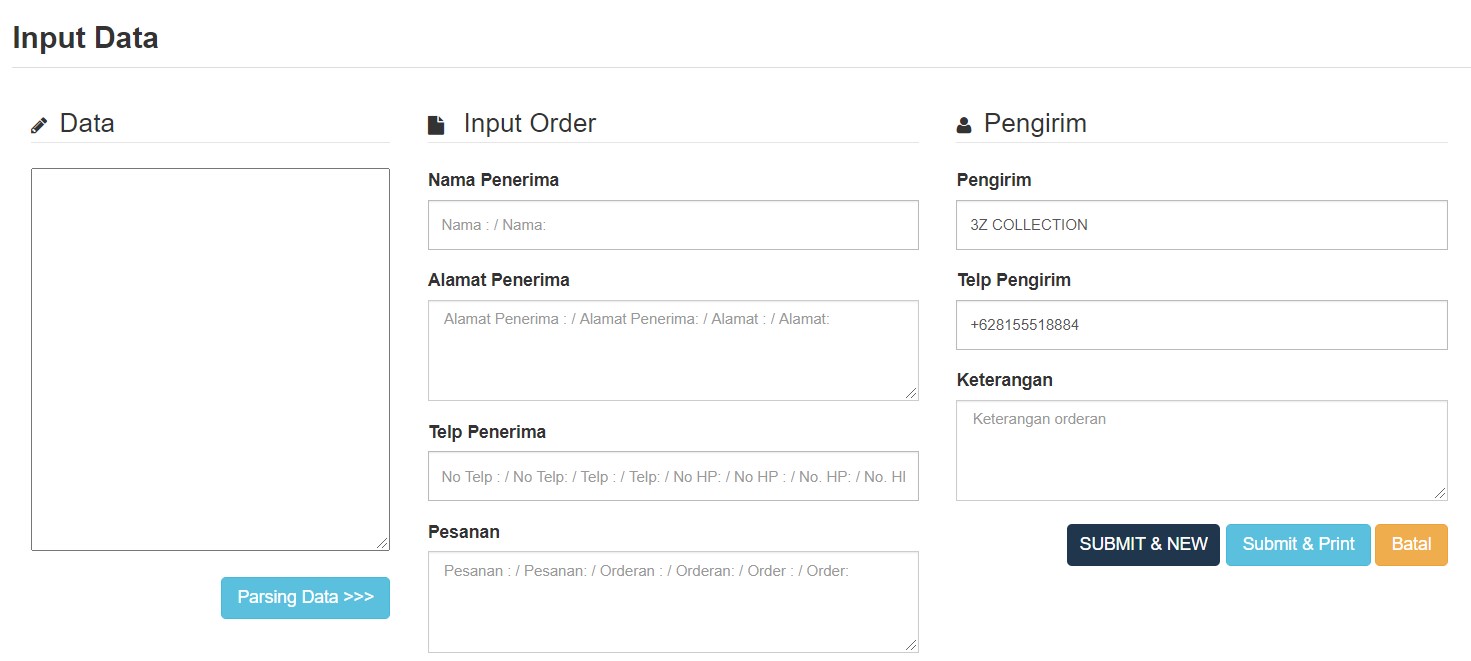 Input Data
Data
Parsing Data >>>
Input Order
Nama Penerima
Nama : / Nama:
Alamat Penerima
Alamat Penerima : / Alamat Penerima: / Alamat : / Alamat:
Telp Penerima
No Telp : / No Telp: / Telp : / Telp: / No HP: / No HP : / No. HP: / No. HI
Pesanan
Pesanan : / Pesanan: / Orderan : / Orderan: / Order : / Order:
Pengirim
Pengirim
3Z COLLECTION
Telp Pengirim
+628155518884
Keterangan
Keterangan orderan
SUBMIT & NEW
Submit & Print
Batal